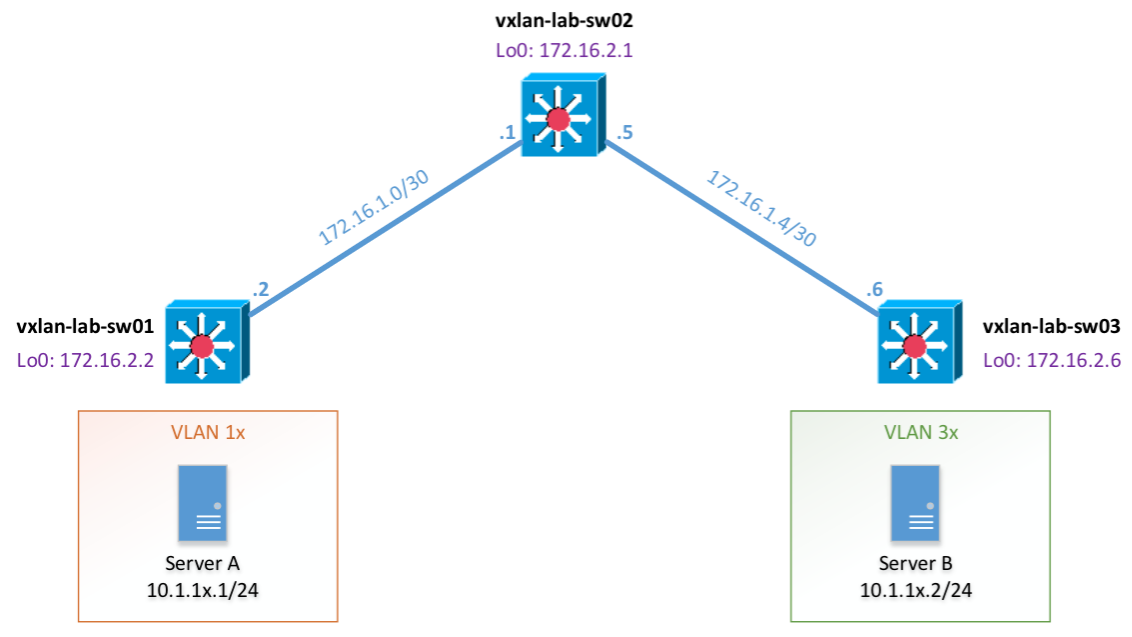 vxlan-lab-sw02
Lo0: 172.16.2.1
.1
.5
172.16.1.0/30
172.16.1.4/30
.2
.6
vxlan-lab-sw01
Lo0: 172.16.2.2
vxlan-lab-sw03
Lo0: 172.16.2.6
VLAN 1x
Server A
10.1.1x.1/24
VLAN 3x
Server B
10.1.1x.2/24